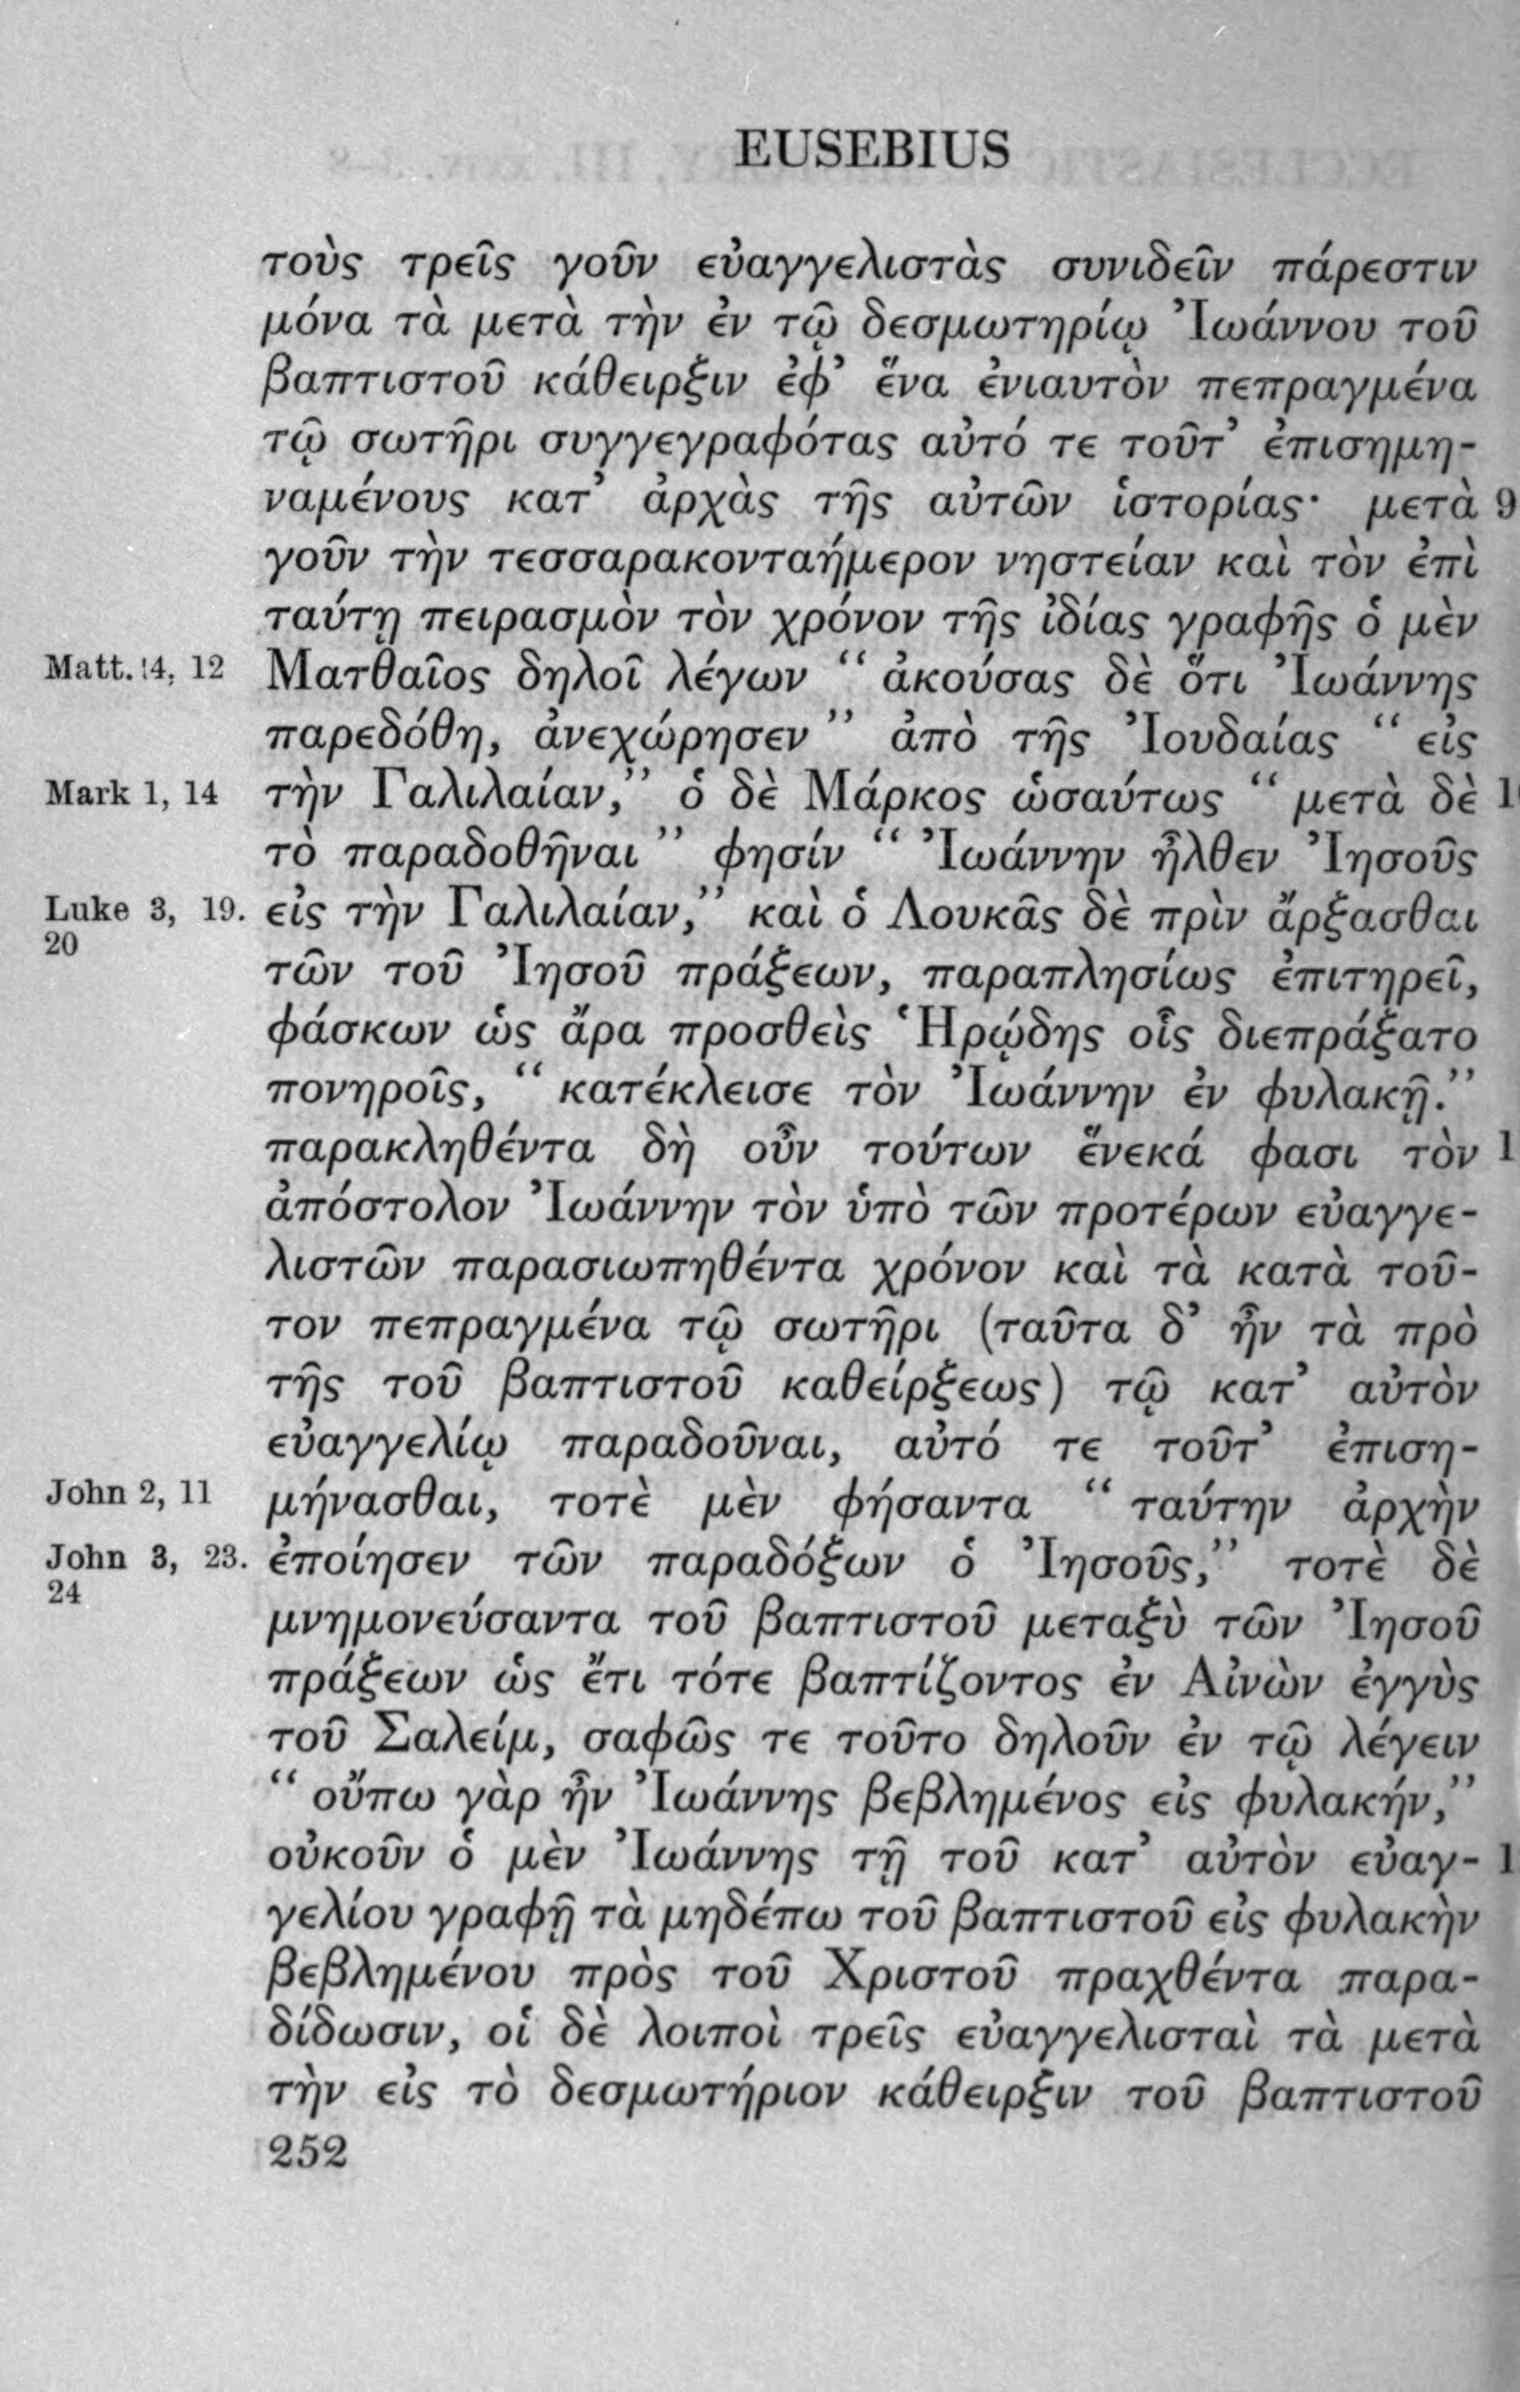 EUSEBIUS
τοὺς τρεῖς γοῦν εὐαγγελιστὰς συνιδεῖν πάρεστιν
μόνα τὰ μετὰ τὴν ἐν τῷ δεσμωτηρίῳ Ἰωάννου τοῦ
βαπτιστοῦ κάθειρξιν ἐφ’ ἕνα ἐνιαυτὸν πεπραγμένα
τῷ σωτῆρι συγγεγραφότας αὐτό τε τοῦτ’ ἐπισημη-
ναμένους κατ’ ἀρχὰς τῆς αὐτῶν ἱστορίας· μετὰ 9
γοῦν τὴν τεσσαρακονταήμερον νηστείαν καὶ τὸν ἐπὶ
ταύτῃ πειρασμὸν τὸν χρόνον τῆς ἰδίας γραφῆς ὁ μὲν
Matt. 4, 12 Ματθαῖος δηλοῖ λέγων “ ἀκούσας δὲ ὅτι Ἰωάννης
παρεδόθη, ἀνεχώρησεν ” ἀπὸ τῆς Ἰουδαίας “ εἰς
Mark 1, 14 τὴν Γαλιλαίαν,” ὁ δὲ Μάρκος ὡσαύτως “ μετὰ δὲ
τὸ παραδοθῆναι ” φησίν “ Ἰωάννην ἦλθεν Ἰησοῦς
Luke 3, 19. εἰς τὴν Γαλιλαίαν,” καὶ ὁ Λουκᾶς δὲ πρὶν ἄρξασθαι
20
τῶν τοῦ Ἰησοῦ πράξεων, παραπλησίως ἐπιτηρεῖ,
φάσκων ὡς ἄρα προσθεὶς Ἡρῴδης οἷς διεπράξατο
πονηροῖς, “ κατέκλεισε τὸν Ἰωάννην ἐν φυλακῇ.”
παρακληθέντα δὴ οὖν τούτων ἕνεκά φασι τὸν
ἀπόστολον Ἰωάννην τὸν ὑπὸ τῶν προτέρων εὐαγγε-
λιστῶν παρασιωπηθέντα χρόνον καὶ τὰ κατὰ τοῦ-
τον πεπραγμένα τῷ σωτῆρι (ταῦτα δ’ ἦν τὰ πρὸ
τῆς τοῦ βαπτιστοῦ καθείρξεως) τῷ κατ’ αὐτὸν
εὐαγγελίῳ παραδοῦναι, αὐτό τε τοῦτ’ ἐπιση-
John 2, 11 μήνασθαι, τοτὲ μὲν φήσαντα “ ταύτην ἀρχὴν
John 3, 23. ἐποίησεν τῶν παραδόξων ὁ Ἰησοῦς,” τοτὲ δὲ
24
μνημονεύσαντα τοῦ βαπτιστοῦ μεταξὺ τῶν Ἰησοῦ
πράξεων ὡς ἔτι τότε βαπτίζοντος ἐν Αἰνὼν ἐγγὺς
τοῦ Σαλείμ, σαφῶς τε τοῦτο δηλοῦν ἐν τῷ λέγειν
“ οὔπω γὰρ ἦν Ἰωάννης βεβλημένος εἰς φυλακήν,”
οὐκοῦν ὁ μὲν Ἰωάννης τῇ τοῦ κατ’ αὐτὸν εὐαγ-
γελίου γραφῇ τὰ μηδέπω τοῦ βαπτιστοῦ εἰς φυλακὴν
βεβλημένου πρὸς τοῦ Χριστοῦ πραχθέντα παρα-
δίδωσιν, οἱ δὲ λοιποὶ τρεῖς εὐαγγελισταὶ τὰ μετὰ
τὴν εἰς τὸ δεσμωτήριον κάθειρξιν τοῦ βαπτιστοῦ
252